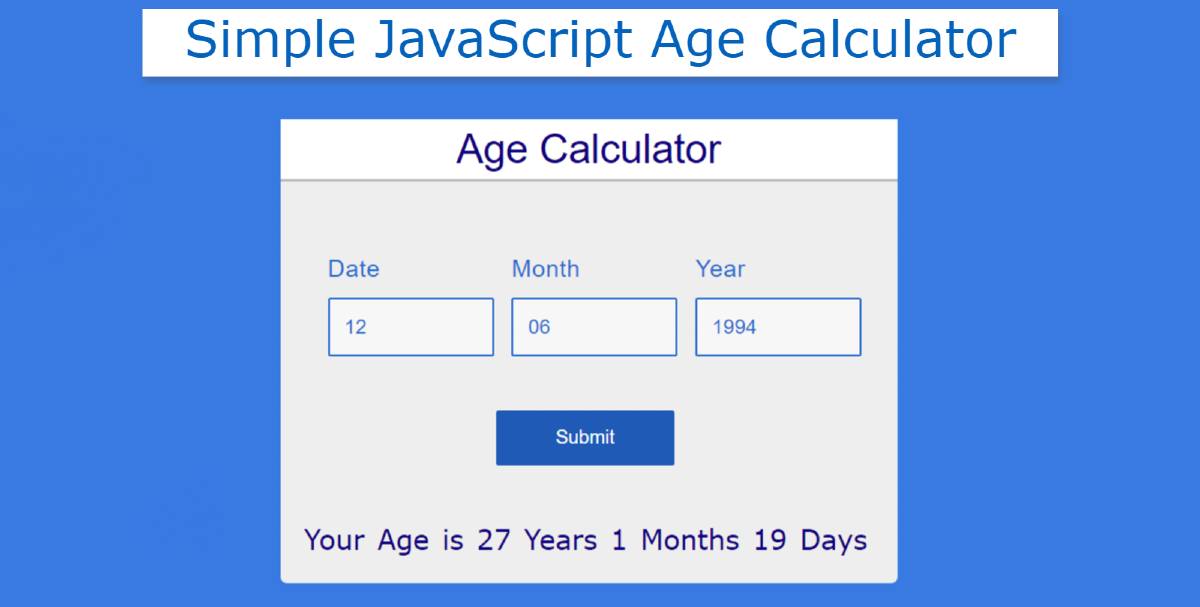 Simple JavaScript Age Calculator
Age Calculator
Date Month Year
12 06 1994
Submit
Your Age is 27 Years 1 Months 19 Days